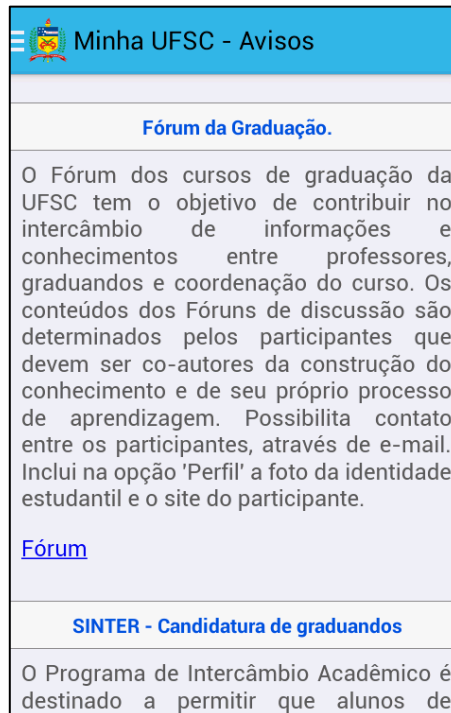 Minha UFSC - Avisos
Fórum da Graduação.
O Fórum dos cursos de graduação da
UFSC tem o objetivo de contribuir no
intercâmbio de informações e
conhecimentos entre professores,
graduandos e coordenação do curso. Os
conteúdos dos Fóruns de discussão são
determinados pelos participantes que
devem ser co-autores da construção do
conhecimento e de seu próprio processo
de aprendizagem. Possibilita contato
entre os participantes, através de e-mail.
Inclui na opção 'Perfil' a foto da identidade
estudantil e o site do participante.
Fórum
SINTER - Candidatura de graduandos
O Programa de Intercâmbio Acadêmico é
destinado a permitir que alunos de